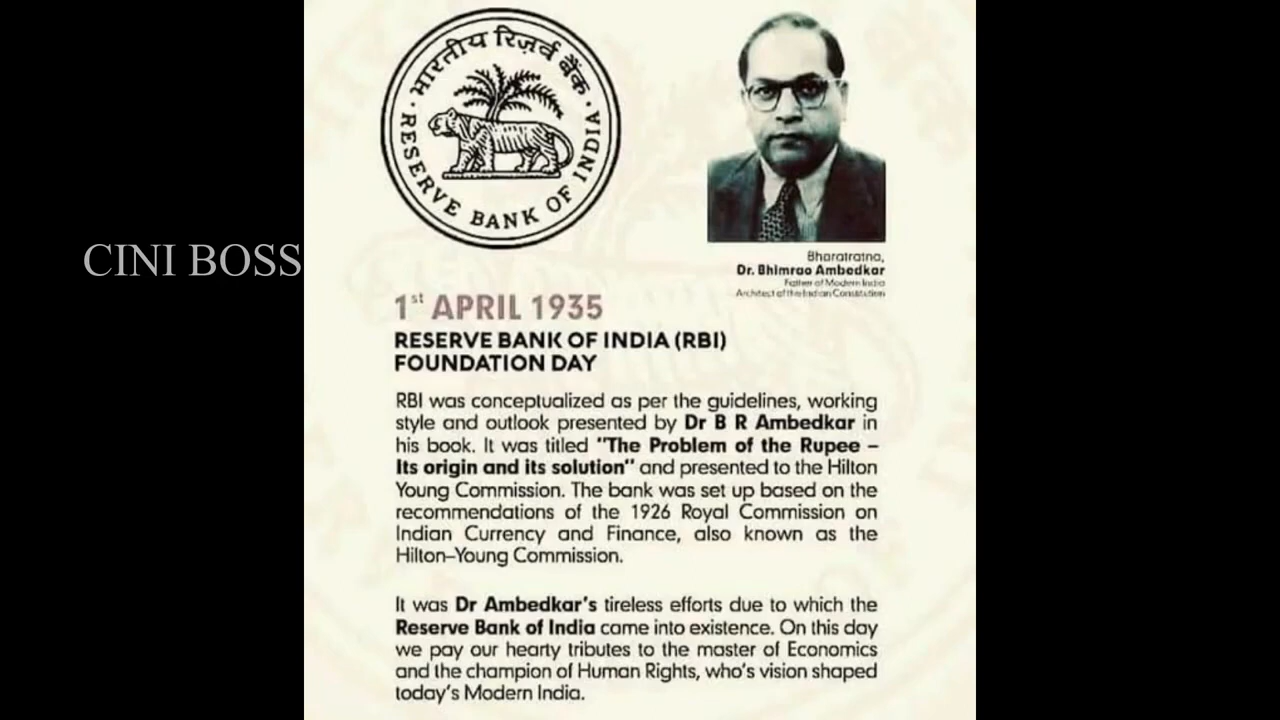 भारतीय रिज़र्व बैंक
RESERVE BANK OF INDIA
CINI BOSS
Bharatratna,
Dr. Bhimrao Ambedkar
Father of Modern India
Architect of the Indian Constitution
1st APRIL 1935
RESERVE BANK OF INDIA (RBI)
FOUNDATION DAY
RBI was conceptualized as per the guidelines, working
style and outlook presented by Dr B R Ambedkar in
his book. It was titled "The Problem of the Rupee –
Its origin and its solution" and presented to the Hilton
Young Commission. The bank was set up based on the
recommendations of the 1926 Royal Commission on
Indian Currency and Finance, also known as the
Hilton–Young Commission.
It was Dr Ambedkar's tireless efforts due to which the
Reserve Bank of India came into existence. On this day
we pay our hearty tributes to the master of Economics
and the champion of Human Rights, who's vision shaped
today's Modern India.